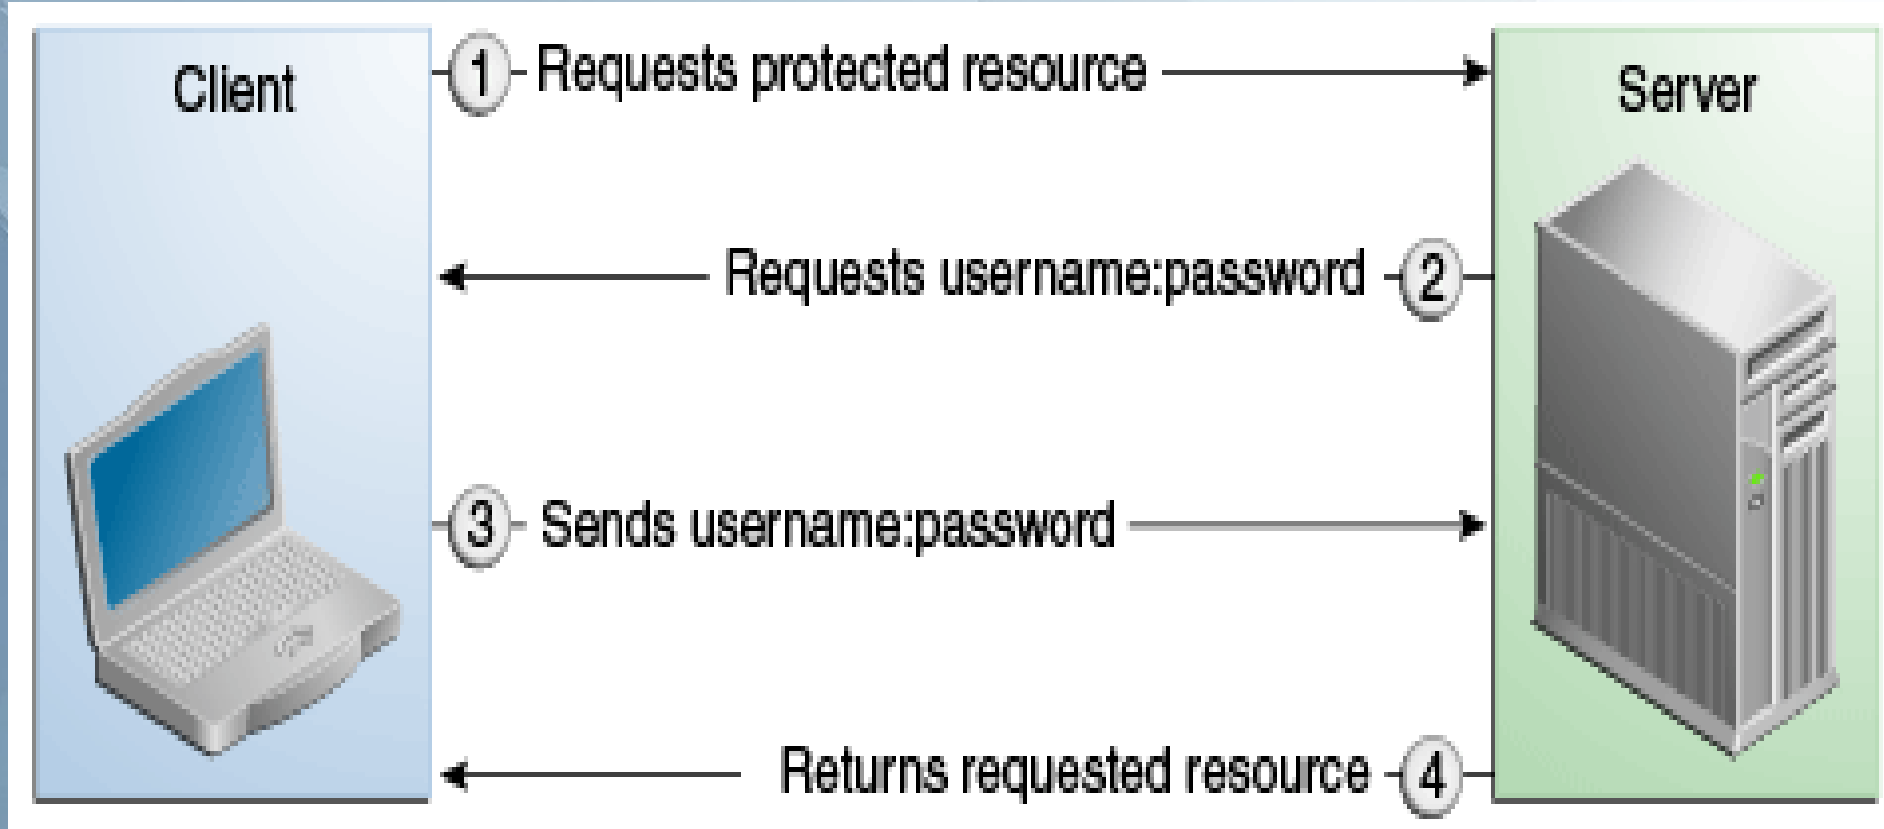 Client
Server
1 Requests protected resource
Requests username:password 2
3 Sends username:password
Returns requested resource 4